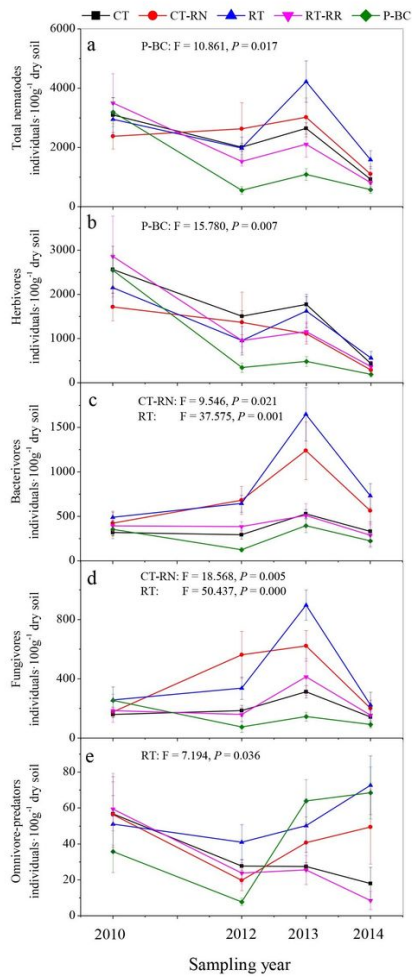 CT CT-RN RT RT-RR P-BC
a
P-BC: F = 10.861, P = 0.017
Total nematodes
individuals·100g⁻¹ dry soil
6000
4000
2000
0
b
P-BC: F = 15.780, P = 0.007
Herbivores
individuals·100g⁻¹ dry soil
3000
2000
1000
0
c
CT-RN: F = 9.546, P = 0.021
RT: F = 37.575, P = 0.001
Bacterivores
individuals·100g⁻¹ dry soil
1500
1000
500
0
d
CT-RN: F = 18.568, P = 0.005
RT: F = 50.437, P = 0.000
Fungivores
individuals·100g⁻¹ dry soil
800
400
0
e
RT: F = 7.194, P = 0.036
Omnivore-predators
individuals·100g⁻¹ dry soil
80
60
40
20
0
2010 2012 2013 2014
Sampling year